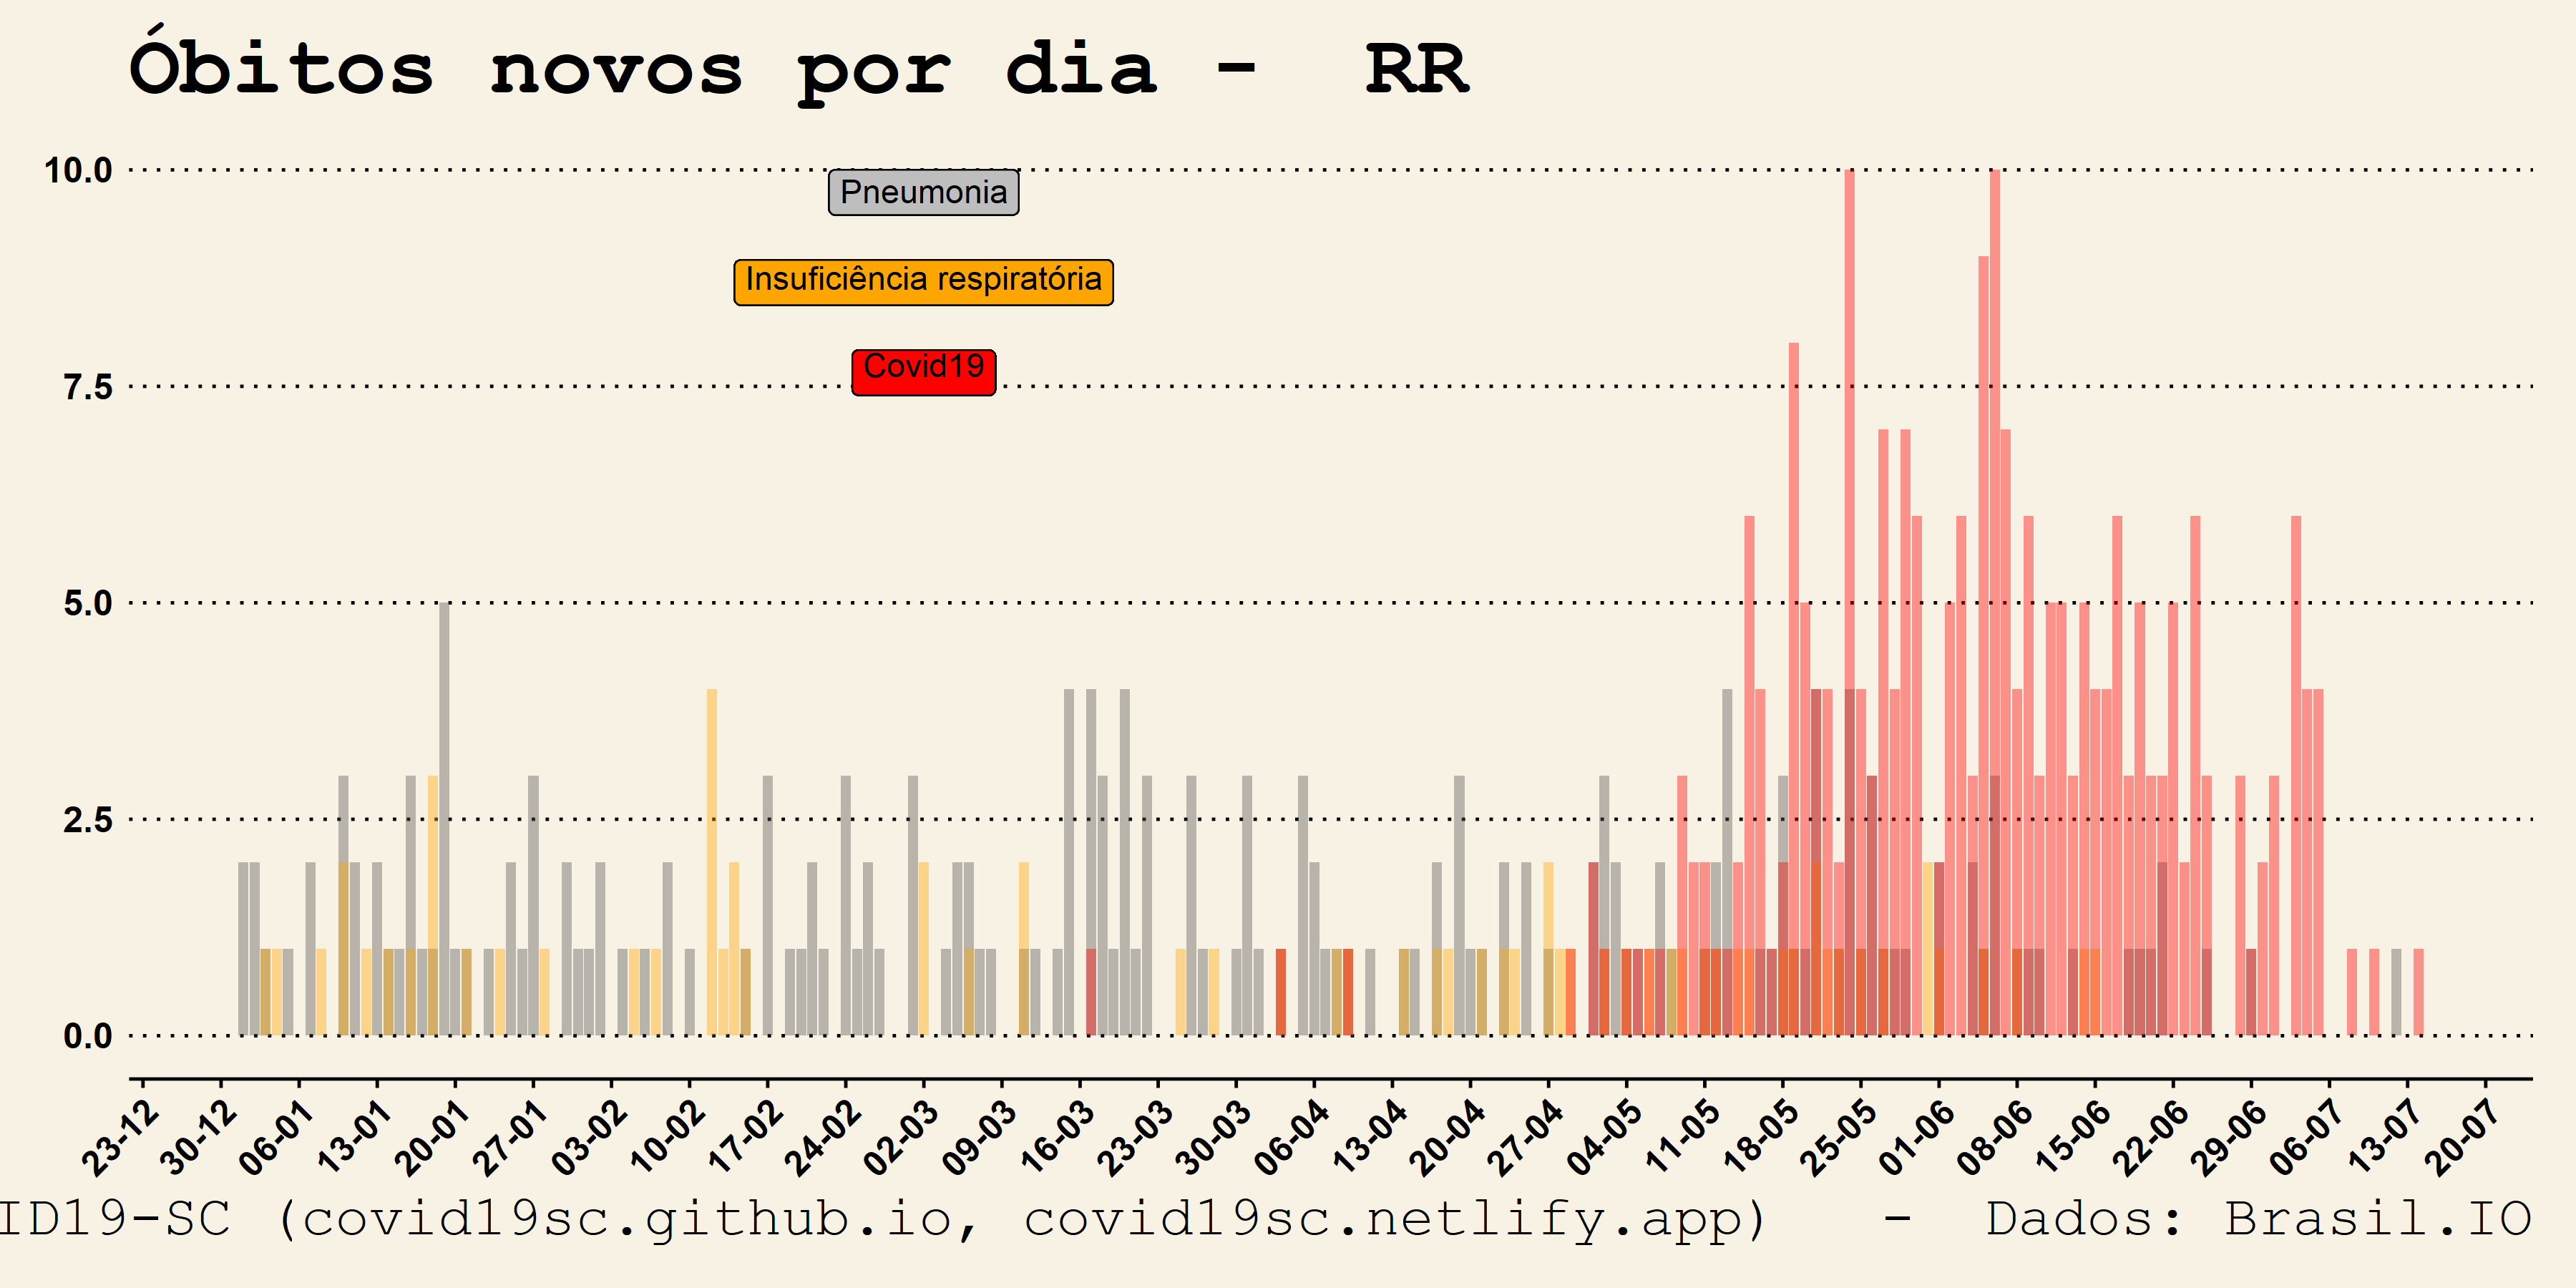 Óbitos novos por dia - RR
10.0
Pneumonia
Insuficiência respiratória
Covid19
7.5
5.0
2.5
0.0
23-12 30-12 06-01 13-01 20-01 27-01 03-02 10-02 17-02 24-02 02-03 09-03 16-03 23-03 30-03 06-04 13-04 20-04 27-04 04-05 11-05 18-05 25-05 01-06 08-06 15-06 22-06 29-06 06-07 13-07 20-07
ID19-SC (covid19sc.github.io, covid19sc.netlify.app) - Dados: Brasil.IO